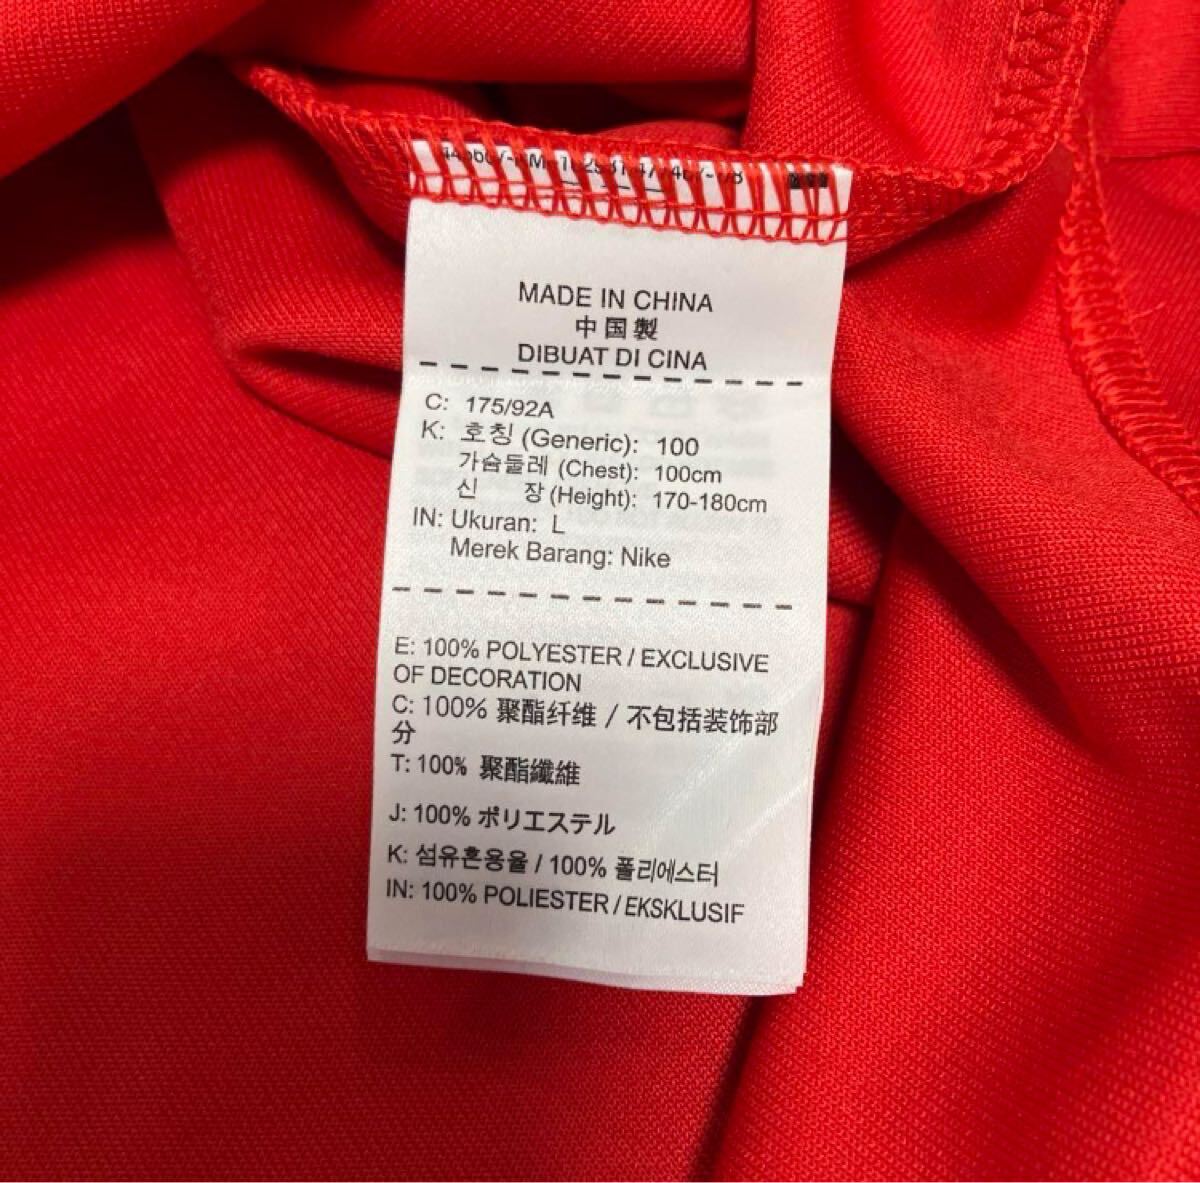 MADE IN CHINA
中国製
DIBUAT DI CINA
C: 175/92A
K: 호칭 (Generic): 100
가슴둘레 (Chest): 100cm
신 장 (Height): 170-180cm
IN: Ukuran: L
Merek Barang: Nike
E: 100% POLYESTER / EXCLUSIVE
OF DECORATION
C: 100% 聚酯纤维 / 不包括装饰部
分
T: 100% 聚酯纖維
J: 100% ポリエステル
K: 섬유혼용율 / 100% 폴리에스터
IN: 100% POLIESTER / EKSKLUSIF